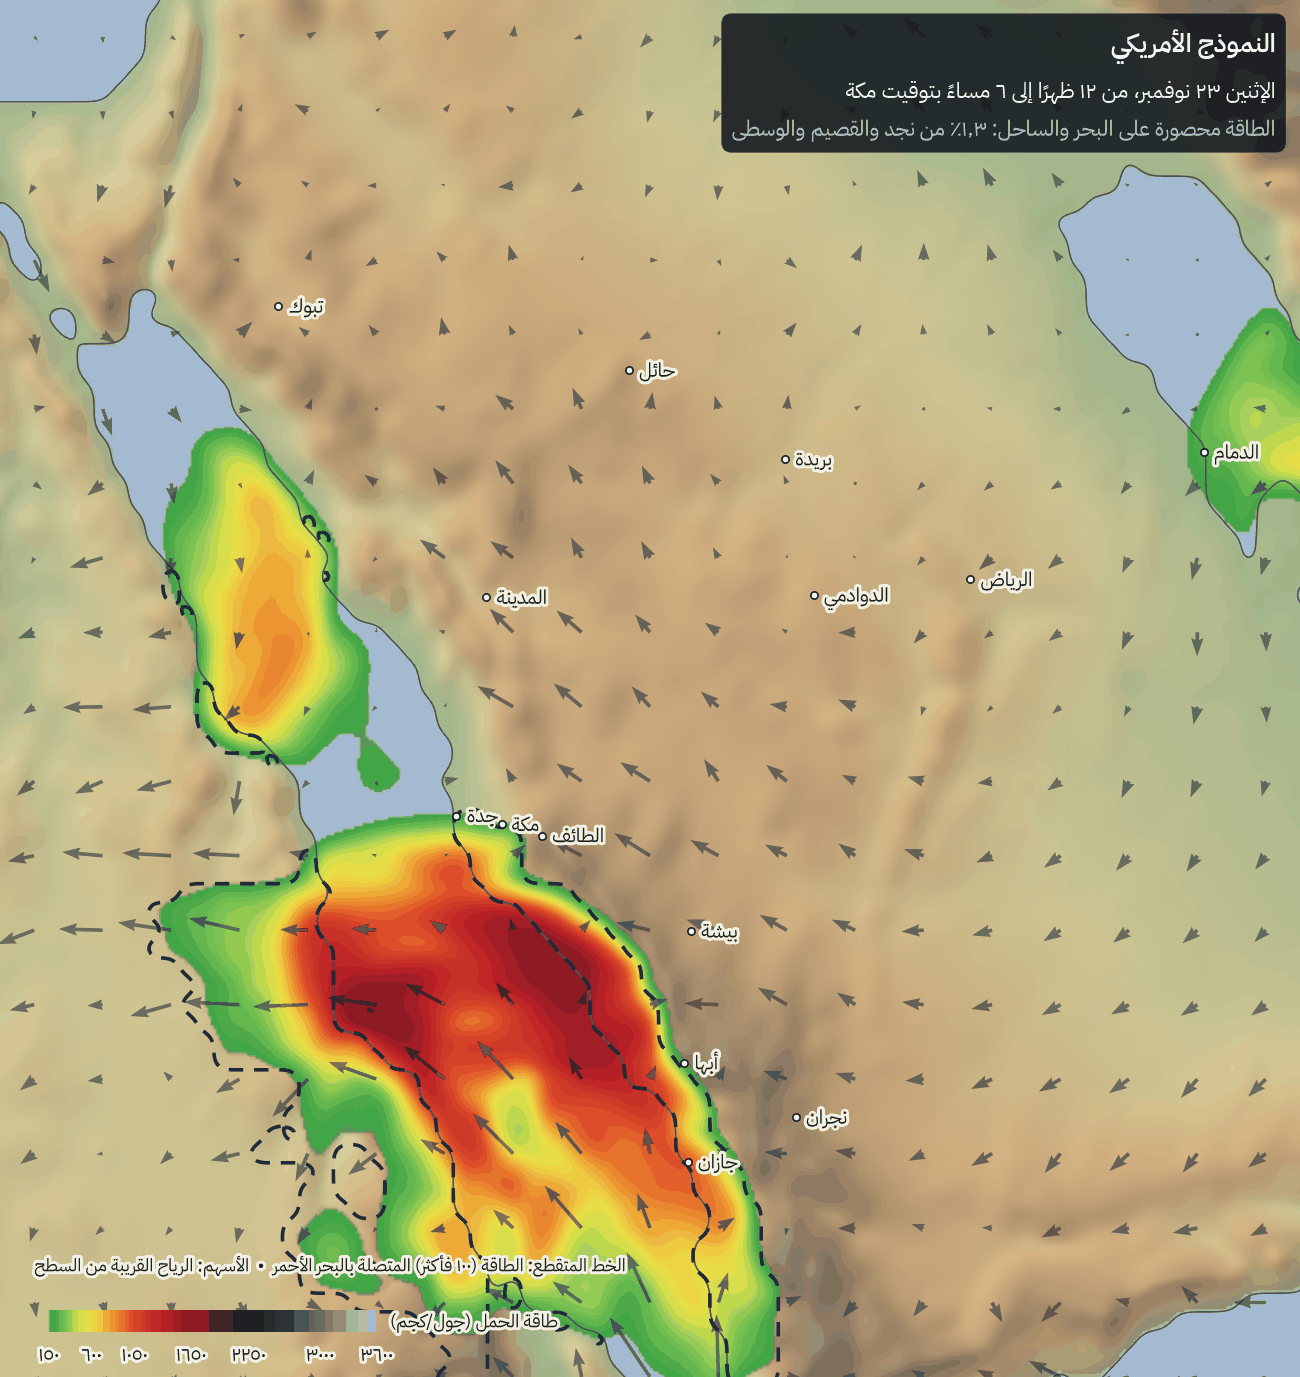 النموذج الأمريكي
الإثنين ٢٣ نوفمبر، من ١٢ ظهرًا إلى ٦ مساءً بتوقيت مكة
الطاقة محصورة على البحر والساحل: ١,٣٪ من نجد والقصيم والوسطى
تبوك
حائل
بريدة
الدمام
الرياض
الدوادمي
المدينة
جدة
مكة
الطائف
بيشة
أبها
نجران
جازان
الخط المتقطع: الطاقة (١٠٠ فأكثر) المتصلة بالبحر الأحمر • الأسهم: الرياح القريبة من السطح
طاقة الحمل (جول/كجم)
١٥٠ ٦٠٠ ١٠٥٠ ١٦٥٠ ٢٢٥٠ ٣٠٠٠ ٣٦٠٠